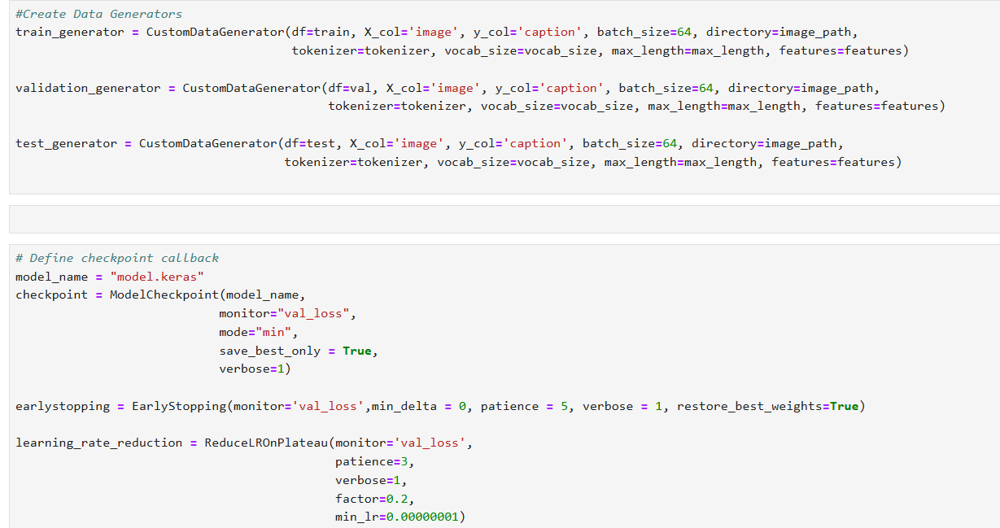 #Create Data Generators
train_generator = CustomDataGenerator(df=train, X_col='image', y_col='caption', batch_size=64, directory=image_path,
tokenizer=tokenizer, vocab_size=vocab_size, max_length=max_length, features=features)
validation_generator = CustomDataGenerator(df=val, X_col='image', y_col='caption', batch_size=64, directory=image_path,
tokenizer=tokenizer, vocab_size=vocab_size, max_length=max_length, features=features)
test_generator = CustomDataGenerator(df=test, X_col='image', y_col='caption', batch_size=64, directory=image_path,
tokenizer=tokenizer, vocab_size=vocab_size, max_length=max_length, features=features)
# Define checkpoint callback
model_name = "model.keras"
checkpoint = ModelCheckpoint(model_name,
monitor="val_loss",
mode="min",
save_best_only = True,
verbose=1)
earlystopping = EarlyStopping(monitor='val_loss',min_delta = 0, patience = 5, verbose = 1, restore_best_weights=True)
learning_rate_reduction = ReduceLROnPlateau(monitor='val_loss',
patience=3,
verbose=1,
factor=0.2,
min_lr=0.00000001)